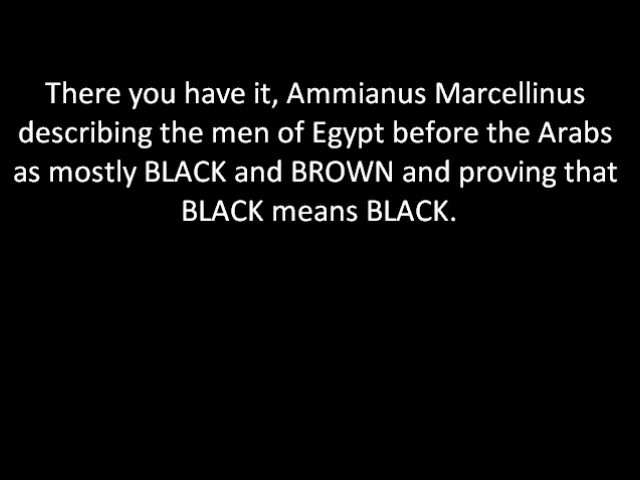 There you have it, Ammianus Marcellinus
describing the men of Egypt before the Arabs
as mostly BLACK and BROWN and proving that
BLACK means BLACK.